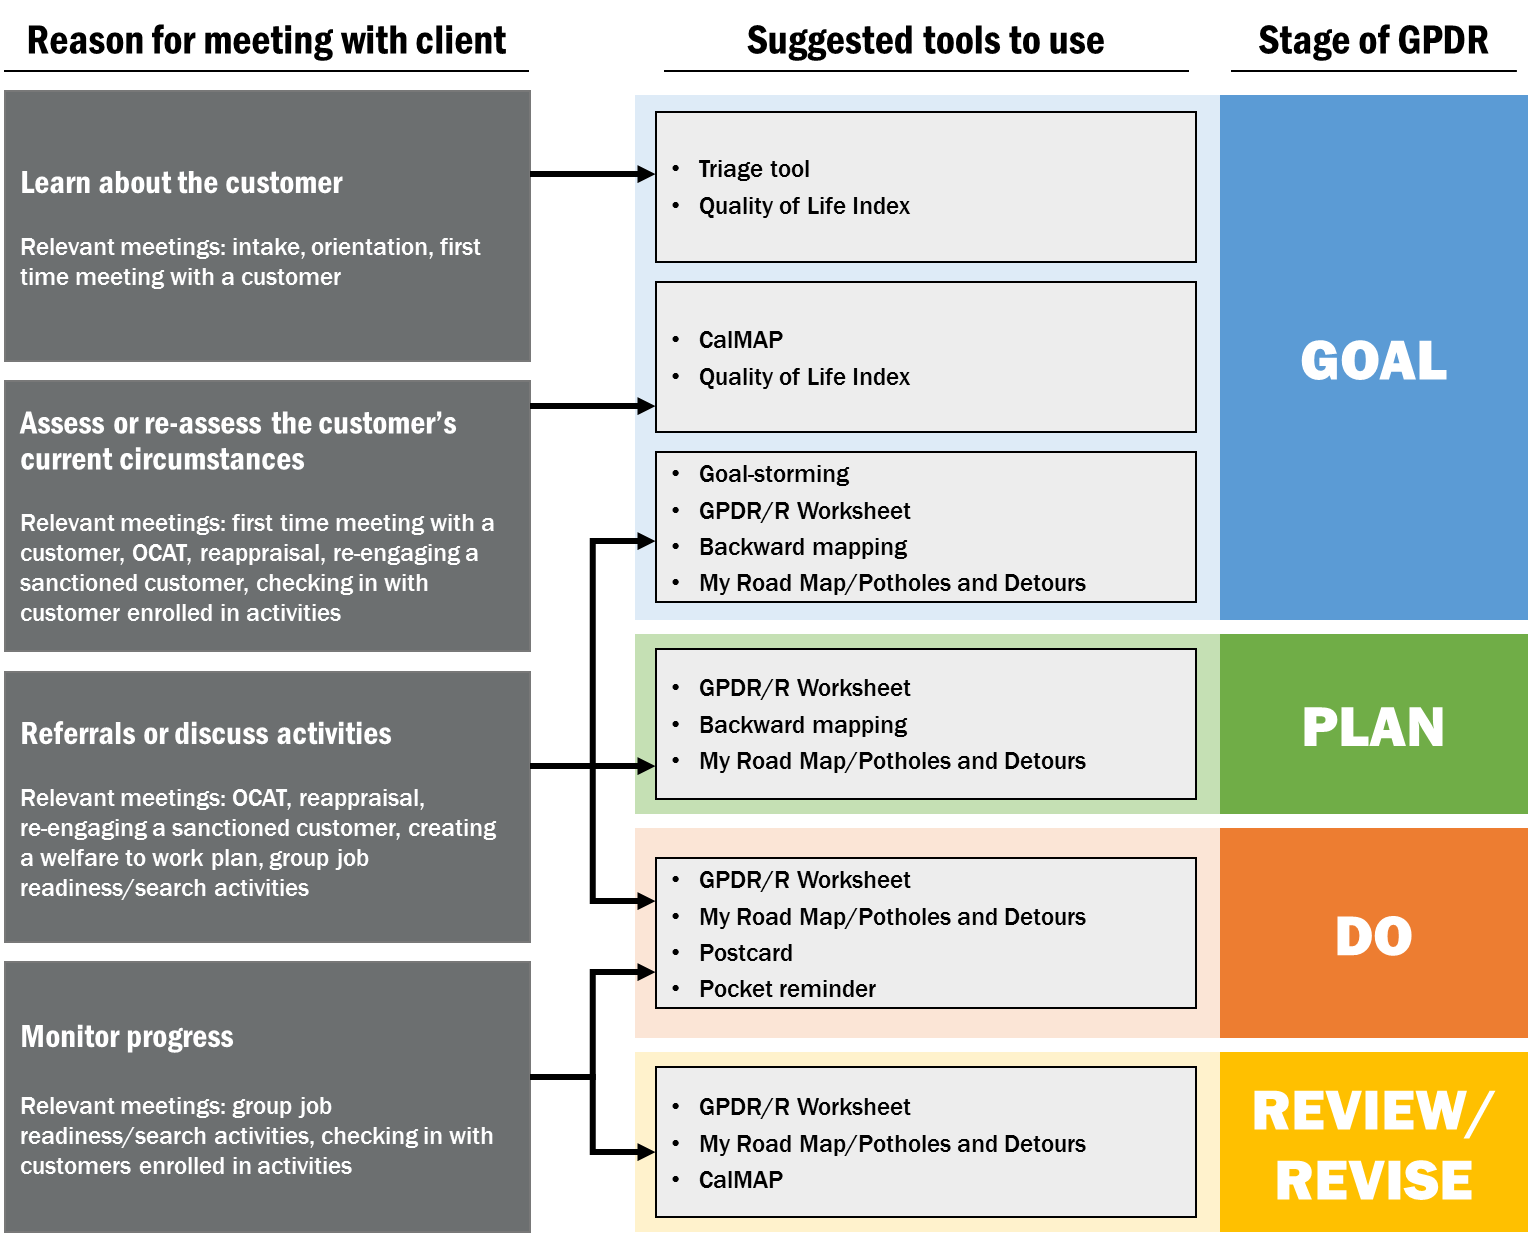 Reason for meeting with client
Suggested tools to use
Stage of GPDR
Learn about the customer
Relevant meetings: intake, orientation, first
time meeting with a customer
Assess or re-assess the customer's
current circumstances
Relevant meetings: first time meeting with a
customer, OCAT, reappraisal, re-engaging a
sanctioned customer, checking in with
customer enrolled in activities
Referrals or discuss activities
Relevant meetings: OCAT, reappraisal,
re-engaging a sanctioned customer, creating
a welfare to work plan, group job
readiness/search activities
Monitor progress
Relevant meetings: group job
readiness/search activities, checking in with
customers enrolled in activities
• Triage tool
• Quality of Life Index
• CalMAP
• Quality of Life Index
• Goal-storming
• GPDR/R Worksheet
• Backward mapping
• My Road Map/Potholes and Detours
GOAL
• GPDR/R Worksheet
• Backward mapping
• My Road Map/Potholes and Detours
PLAN
• GPDR/R Worksheet
• My Road Map/Potholes and Detours
• Postcard
• Pocket reminder
DO
• GPDR/R Worksheet
• My Road Map/Potholes and Detours
• CalMAP
REVIEW/
REVISE